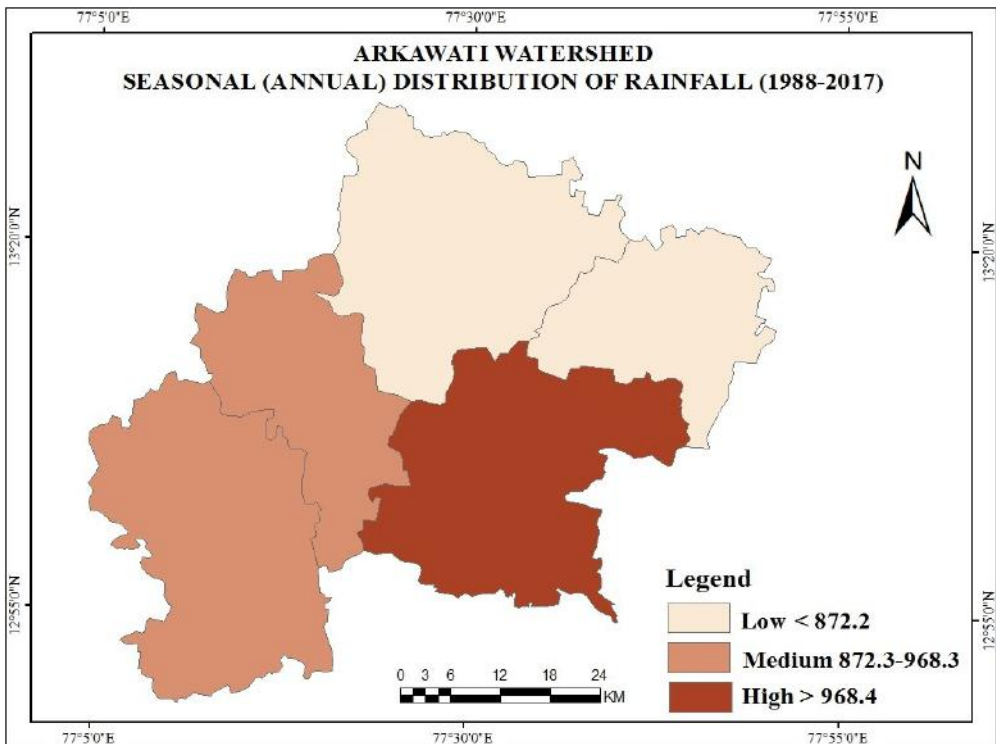 77°5'0"E 77°30'0"E 77°55'0"E
ARKAWATI WATERSHED
SEASONAL (ANNUAL) DISTRIBUTION OF RAINFALL (1988-2017)
N
13°20'0"N 13°20'0"N
12°55'0"N 12°55'0"N
Legend
Low < 872.2
Medium 872.3-968.3
High > 968.4
0 3 6 12 18 24
KM
77°5'0"E 77°30'0"E 77°55'0"E